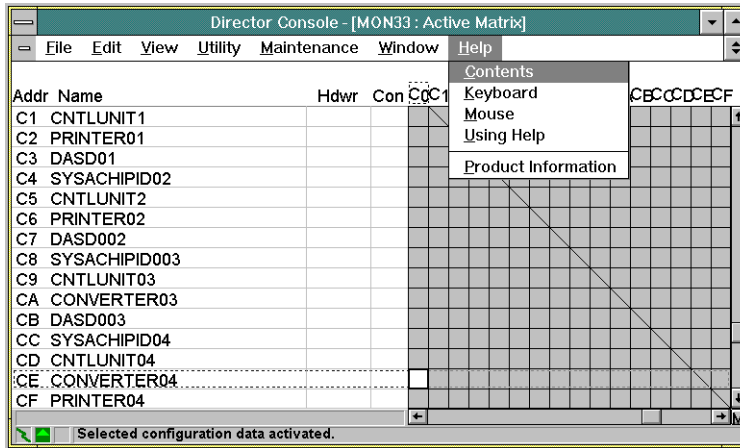 Director Console - [MON33 : Active Matrix]
File Edit View Utility Maintenance Window Help
Contents
Keyboard
Mouse
Using Help
Product Information
Addr Name Hdwr Con C0 C1 CB CC CD CE CF
C1 CNTLUNIT1
C2 PRINTER01
C3 DASD01
C4 SYSACHIPID02
C5 CNTLUNIT2
C6 PRINTER02
C7 DASD002
C8 SYSACHIPID003
C9 CNTLUNIT03
CA CONVERTER03
CB DASD003
CC SYSACHIPID04
CD CNTLUNIT04
CE CONVERTER04
CF PRINTER04
Selected configuration data activated.